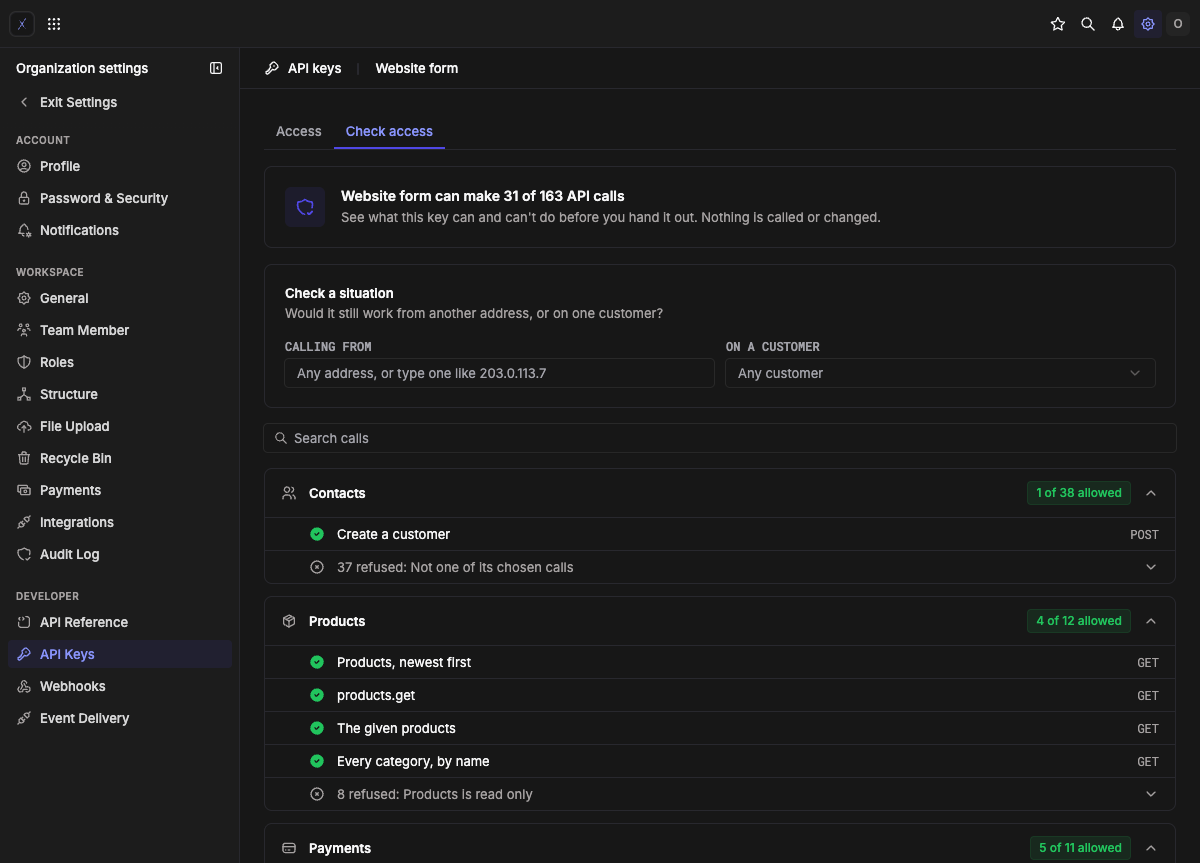 O
Organization settings
API keys
Website form
Exit Settings
ACCOUNT
Profile
Password & Security
Notifications
WORKSPACE
General
Team Member
Roles
Structure
File Upload
Recycle Bin
Payments
Integrations
Audit Log
DEVELOPER
API Reference
API Keys
Webhooks
Event Delivery
Access
Check access
Website form can make 31 of 163 API calls
See what this key can and can't do before you hand it out. Nothing is called or changed.
Check a situation
Would it still work from another address, or on one customer?
CALLING FROM
Any address, or type one like 203.0.113.7
ON A CUSTOMER
Any customer
Search calls
Contacts
1 of 38 allowed
Create a customer
POST
37 refused: Not one of its chosen calls
Products
4 of 12 allowed
Products, newest first
GET
products.get
GET
The given products
GET
Every category, by name
GET
8 refused: Products is read only
Payments
5 of 11 allowed